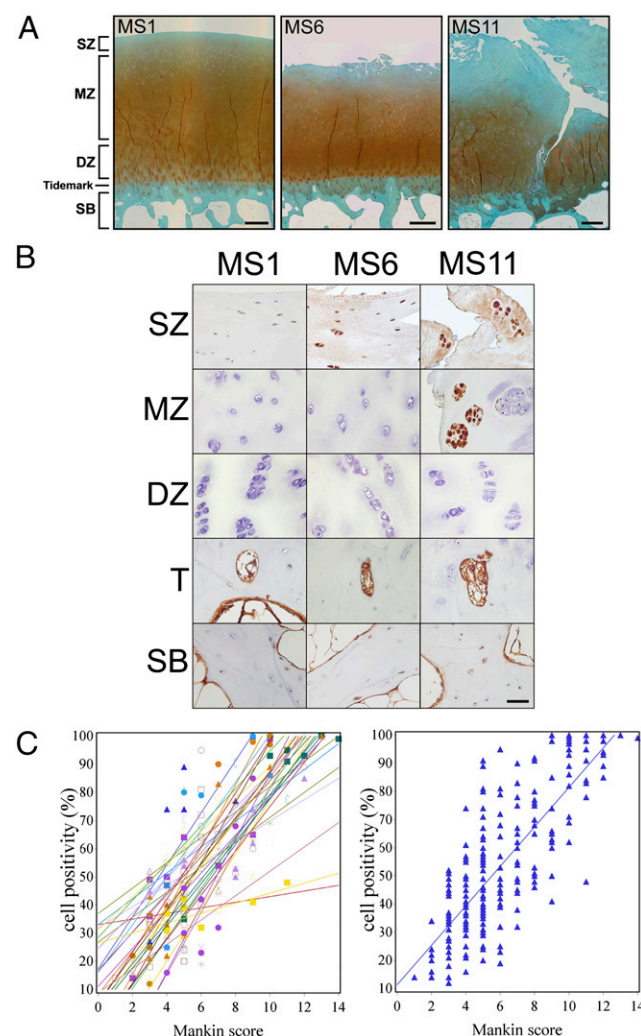 A
MS1
MS6
MS11
SZ
MZ
DZ
Tidemark
SB
B
MS1
MS6
MS11
SZ
MZ
DZ
T
SB
C
100
90
80
70
60
50
40
30
20
10
cell positivity (%)
0 2 4 6 8 10 12 14
Mankin score
100
90
80
70
60
50
40
30
20
10
cell positivity (%)
0 2 4 6 8 10 12 14
Mankin score